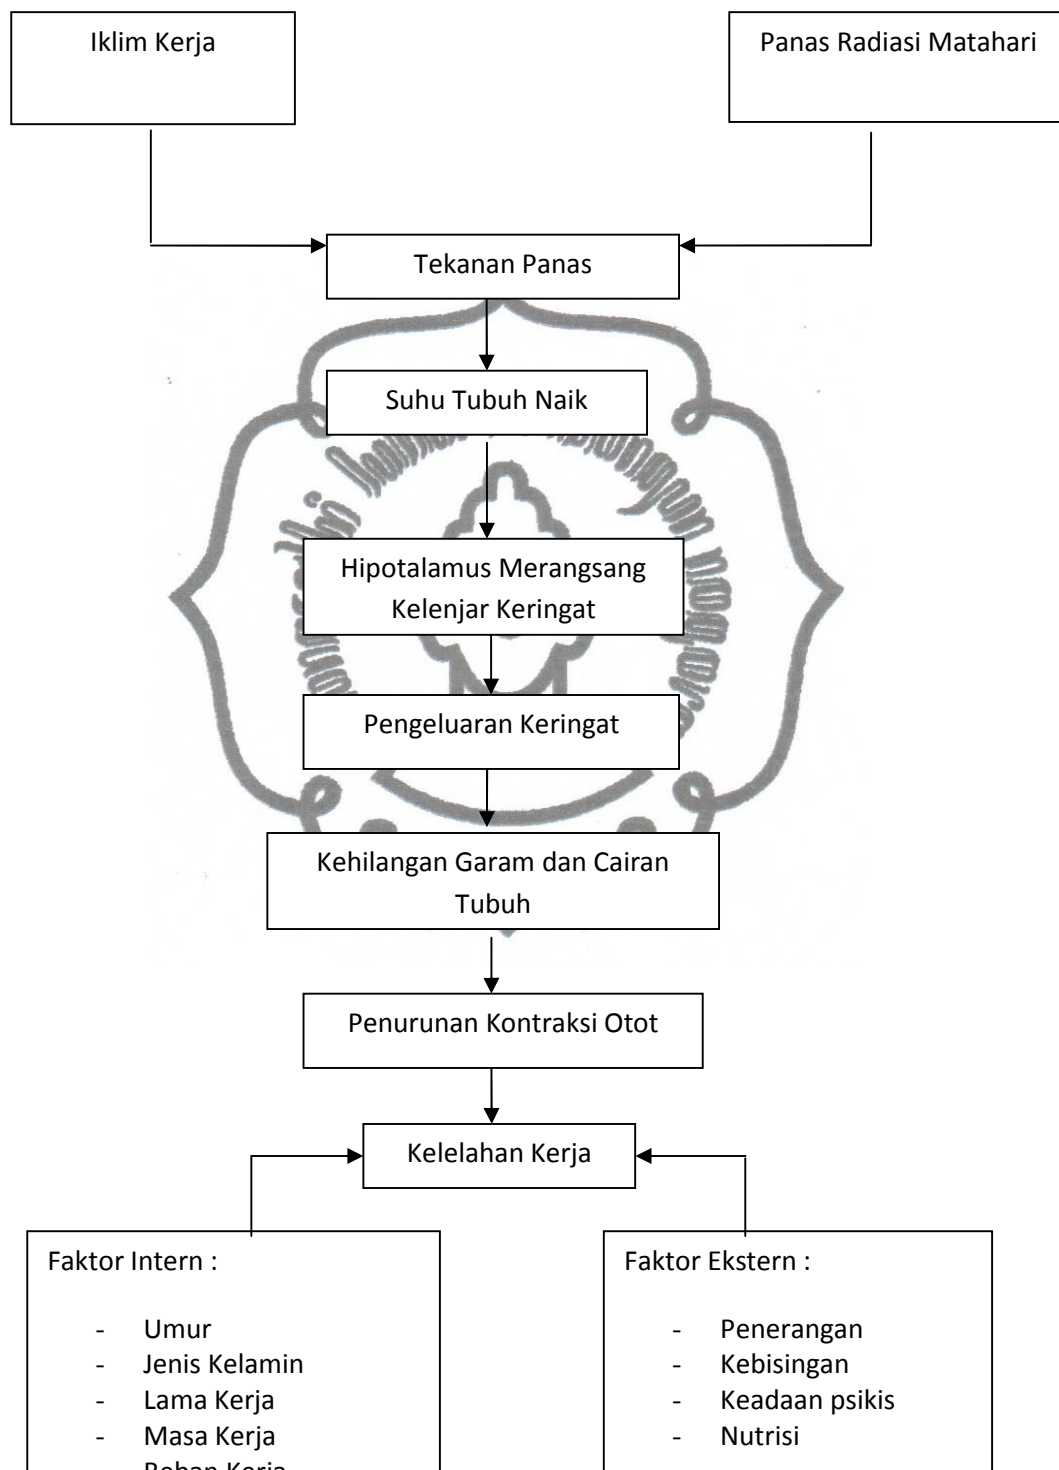 Iklim Kerja
Panas Radiasi Matahari
Tekanan Panas
Suhu Tubuh Naik
Hipotalamus Merangsang
Kelenjar Keringat
Pengeluaran Keringat
Kehilangan Garam dan Cairan
Tubuh
Penurunan Kontraksi Otot
Kelelahan Kerja
Faktor Intern :
- Umur
- Jenis Kelamin
- Lama Kerja
- Masa Kerja
Beban Kerja
Faktor Ekstern :
- Penerangan
- Kebisingan
- Keadaan psikis
- Nutrisi